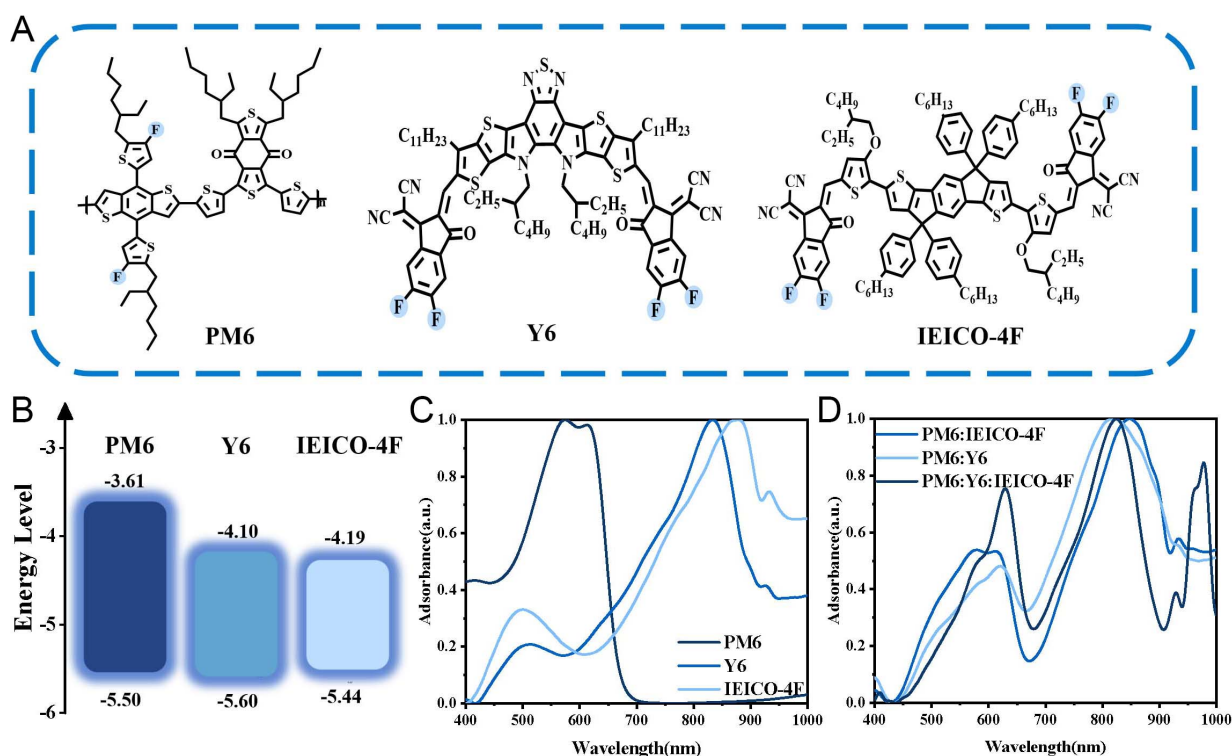 A
F
S
S
O
O
S
S
S
S
S
n
F
PM6
S
N
N
C₁₁H₂₃
S
S
C₁₁H₂₃
S
N
N
S
CN
CN
NC
NC
C₂H₅
C₂H₅
C₄H₉
C₄H₉
O
O
CN
CN
F
F
F
F
Y6
C₄H₉
C₂H₅
O
C₆H₁₃
C₆H₁₃
F
F
O
CN
NC
S
S
S
S
CN
CN
O
O
C₂H₅
C₄H₉
C₆H₁₃
C₆H₁₃
F
F
IEICO-4F
B
PM6 Y6 IEICO-4F
Energy Level
-3
-4
-5
-6
-3.61
-4.10
-4.19
-5.50
-5.60
-5.44
C
Adsorbance(a.u.)
1.0
0.8
0.6
0.4
0.2
0.0
PM6
Y6
IEICO-4F
400 500 600 700 800 900 1000
Wavelength(nm)
D
Adsorbance(a.u.)
1.0
0.8
0.6
0.4
0.2
0.0
PM6:IEICO-4F
PM6:Y6
PM6:Y6:IEICO-4F
400 500 600 700 800 900 1000
Wavelength(nm)